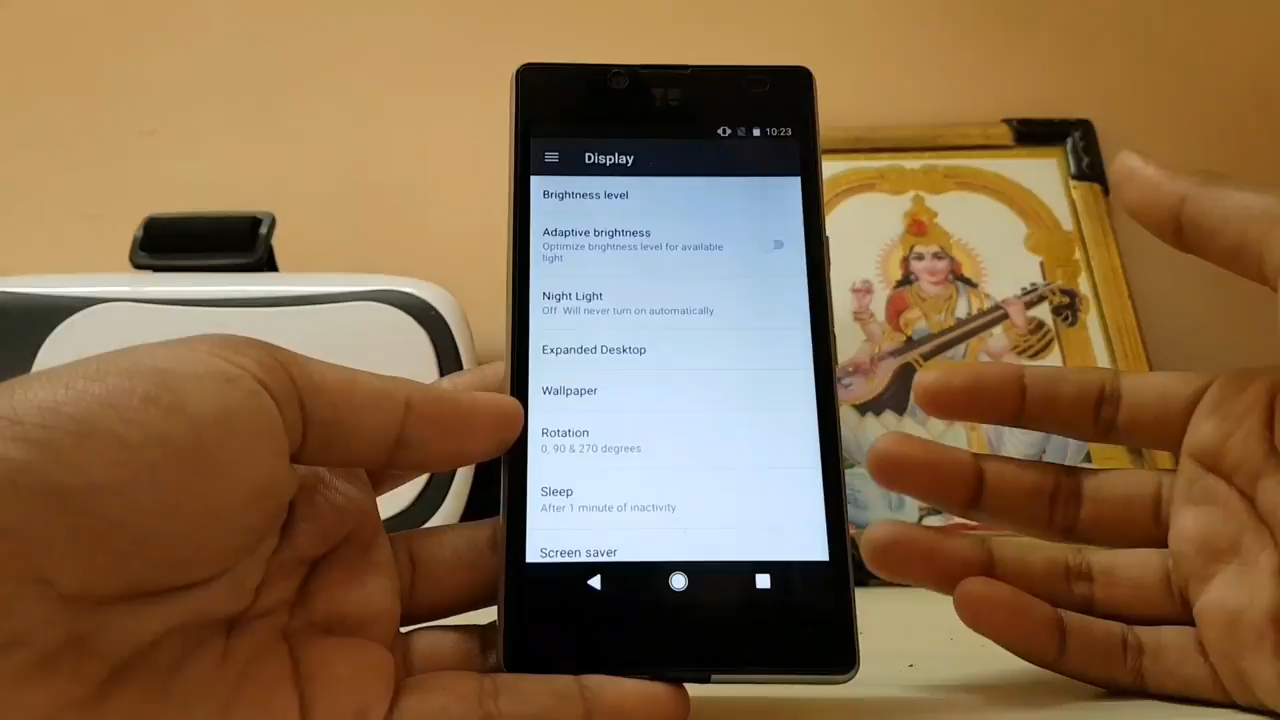 10:23
Display
Brightness level
Adaptive brightness
Optimize brightness level for available
light
Night Light
Off Will never turn on automatically.
Expanded Desktop
Wallpaper
Rotation
0, 90 & 270 degrees
Sleep
After 1 minute of inactivity
Screen saver